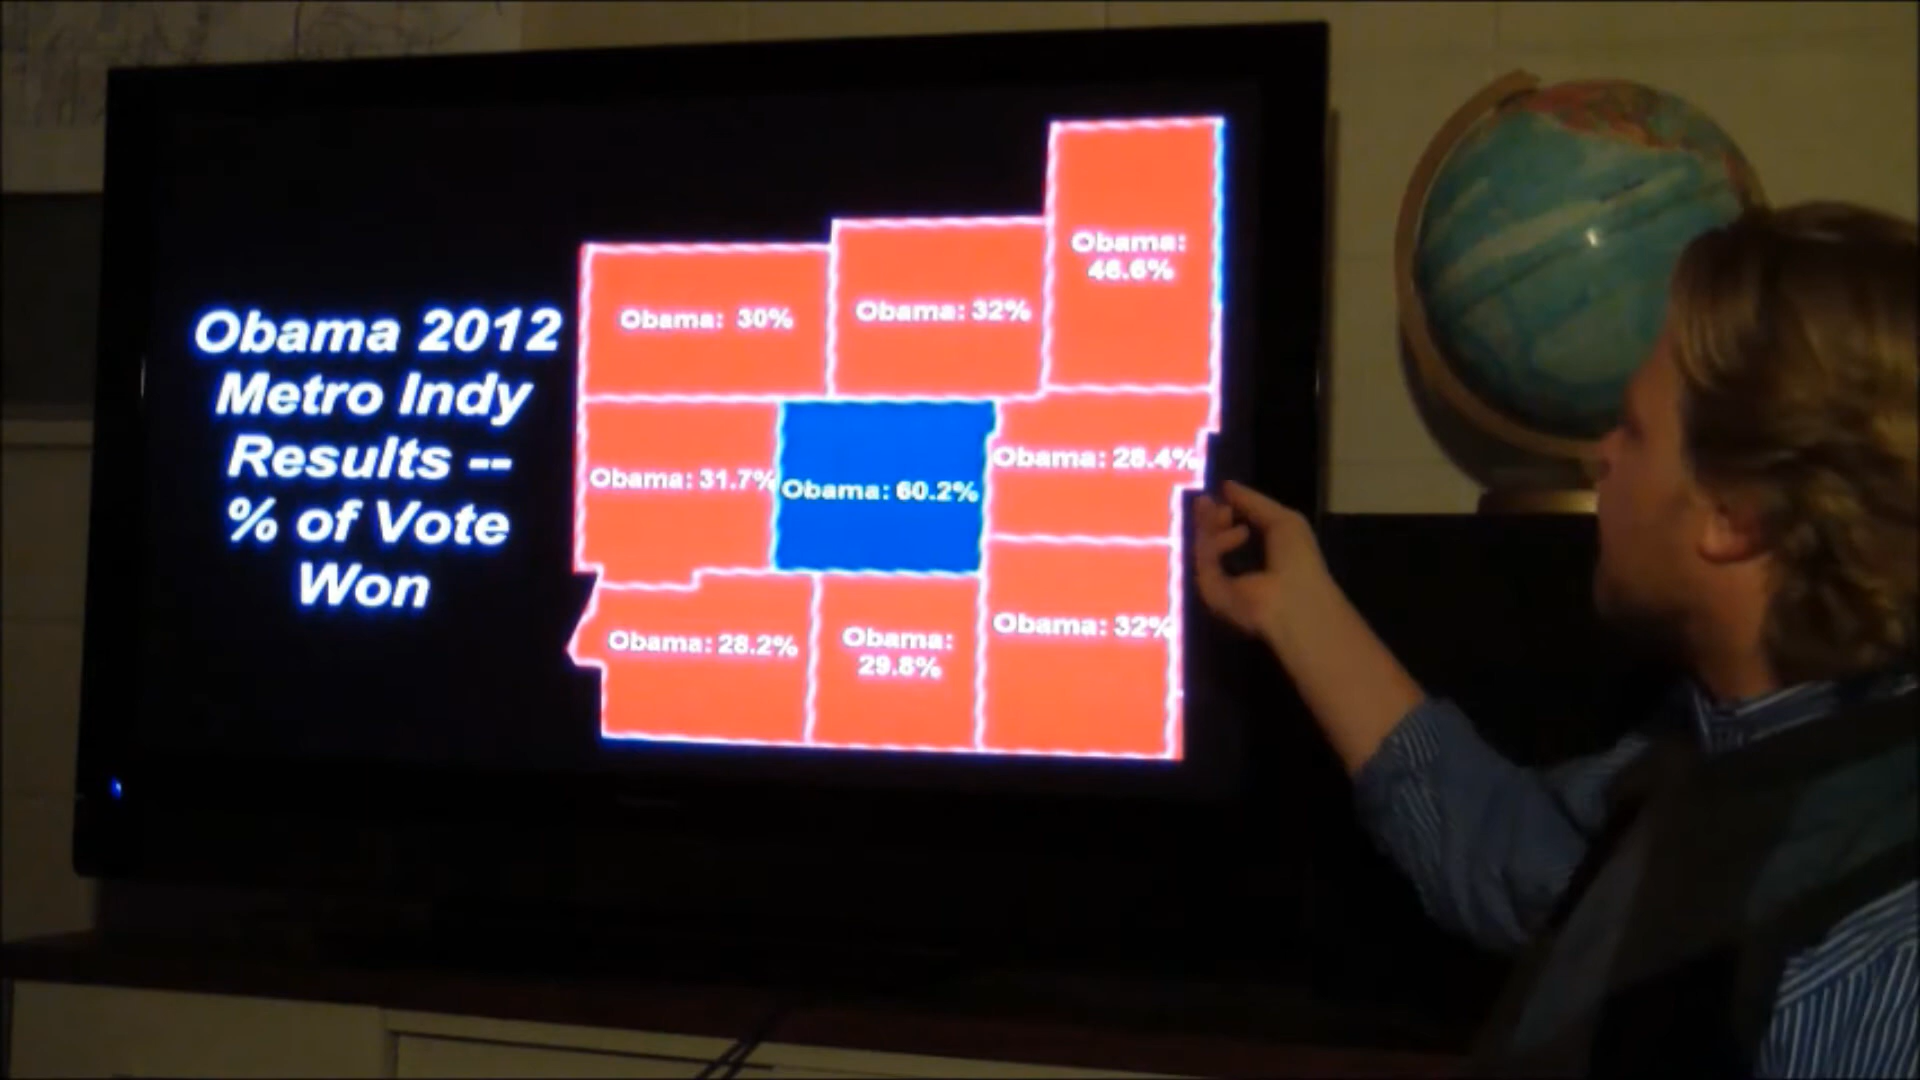 Obama 2012
Metro Indy
Results --
% of Vote
Won
Obama:
46.6%
Obama: 30%
Obama: 32%
Obama: 31.7%
Obama: 60.2%
Obama: 28.4%
Obama: 28.2%
Obama:
29.8%
Obama: 32%